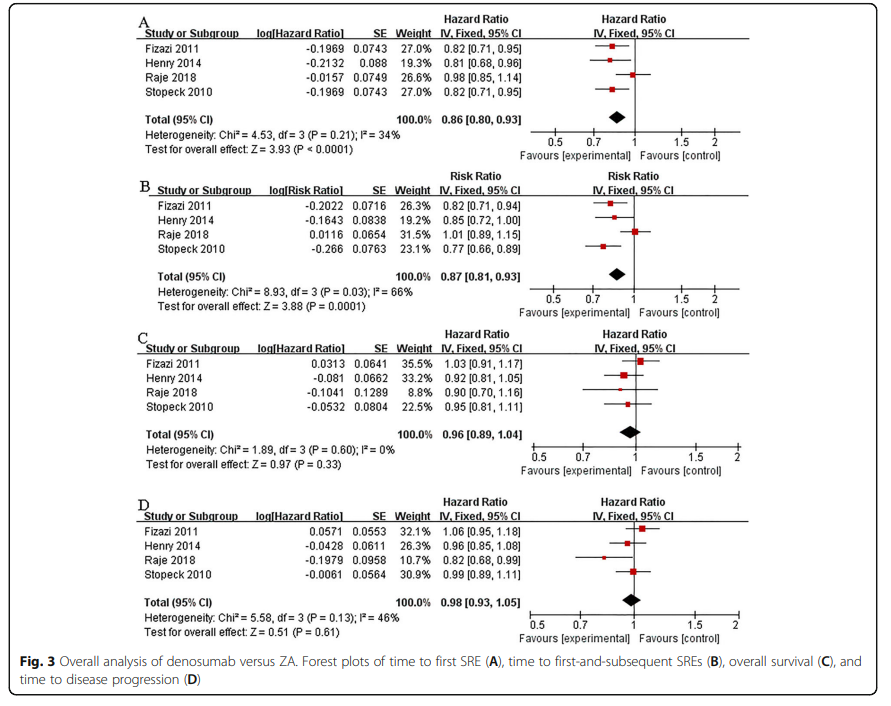 A
Hazard Ratio Hazard Ratio
Study or Subgroup log[Hazard Ratio] SE Weight IV, Fixed, 95% CI IV, Fixed, 95% CI
Fizazi 2011 -0.1969 0.0743 27.0% 0.82 [0.71, 0.95]
Henry 2014 -0.2132 0.088 19.3% 0.81 [0.68, 0.96]
Raje 2018 -0.0157 0.0749 26.6% 0.98 [0.85, 1.14]
Stopeck 2010 -0.1969 0.0743 27.0% 0.82 [0.71, 0.95]
Total (95% CI) 100.0% 0.86 [0.80, 0.93]
Heterogeneity: Chi² = 4.53, df = 3 (P = 0.21); I² = 34%
Test for overall effect: Z = 3.93 (P < 0.0001)
0.5 0.7 1 1.5 2
Favours [experimental] Favours [control]
B
Risk Ratio Risk Ratio
Study or Subgroup log[Risk Ratio] SE Weight IV, Fixed, 95% CI IV, Fixed, 95% CI
Fizazi 2011 -0.2022 0.0716 26.3% 0.82 [0.71, 0.94]
Henry 2014 -0.1643 0.0838 19.2% 0.85 [0.72, 1.00]
Raje 2018 0.0116 0.0654 31.5% 1.01 [0.89, 1.15]
Stopeck 2010 -0.266 0.0763 23.1% 0.77 [0.66, 0.89]
Total (95% CI) 100.0% 0.87 [0.81, 0.93]
Heterogeneity: Chi² = 8.93, df = 3 (P = 0.03); I² = 66%
Test for overall effect: Z = 3.88 (P = 0.0001)
0.5 0.7 1 1.5 2
Favours [experimental] Favours [control]
C
Hazard Ratio Hazard Ratio
Study or Subgroup log[Hazard Ratio] SE Weight IV, Fixed, 95% CI IV, Fixed, 95% CI
Fizazi 2011 0.0313 0.0641 35.5% 1.03 [0.91, 1.17]
Henry 2014 -0.081 0.0662 33.2% 0.92 [0.81, 1.05]
Raje 2018 -0.1041 0.1289 8.8% 0.90 [0.70, 1.16]
Stopeck 2010 -0.0532 0.0804 22.5% 0.95 [0.81, 1.11]
Total (95% CI) 100.0% 0.96 [0.89, 1.04]
Heterogeneity: Chi² = 1.89, df = 3 (P = 0.60); I² = 0%
Test for overall effect: Z = 0.97 (P = 0.33)
0.5 0.7 1 1.5 2
Favours [experimental] Favours [control]
D
Hazard Ratio Hazard Ratio
Study or Subgroup log[Hazard Ratio] SE Weight IV, Fixed, 95% CI IV, Fixed, 95% CI
Fizazi 2011 0.0571 0.0553 32.1% 1.06 [0.95, 1.18]
Henry 2014 -0.0428 0.0611 26.3% 0.96 [0.85, 1.08]
Raje 2018 -0.1979 0.0958 10.7% 0.82 [0.68, 0.99]
Stopeck 2010 -0.0061 0.0564 30.9% 0.99 [0.89, 1.11]
Total (95% CI) 100.0% 0.98 [0.93, 1.05]
Heterogeneity: Chi² = 5.58, df = 3 (P = 0.13); I² = 46%
Test for overall effect: Z = 0.51 (P = 0.61)
0.5 0.7 1 1.5 2
Favours [experimental] Favours [control]
Fig. 3 Overall analysis of denosumab versus ZA. Forest plots of time to first SRE (A), time to first-and-subsequent SREs (B), overall survival (C), and
time to disease progression (D)